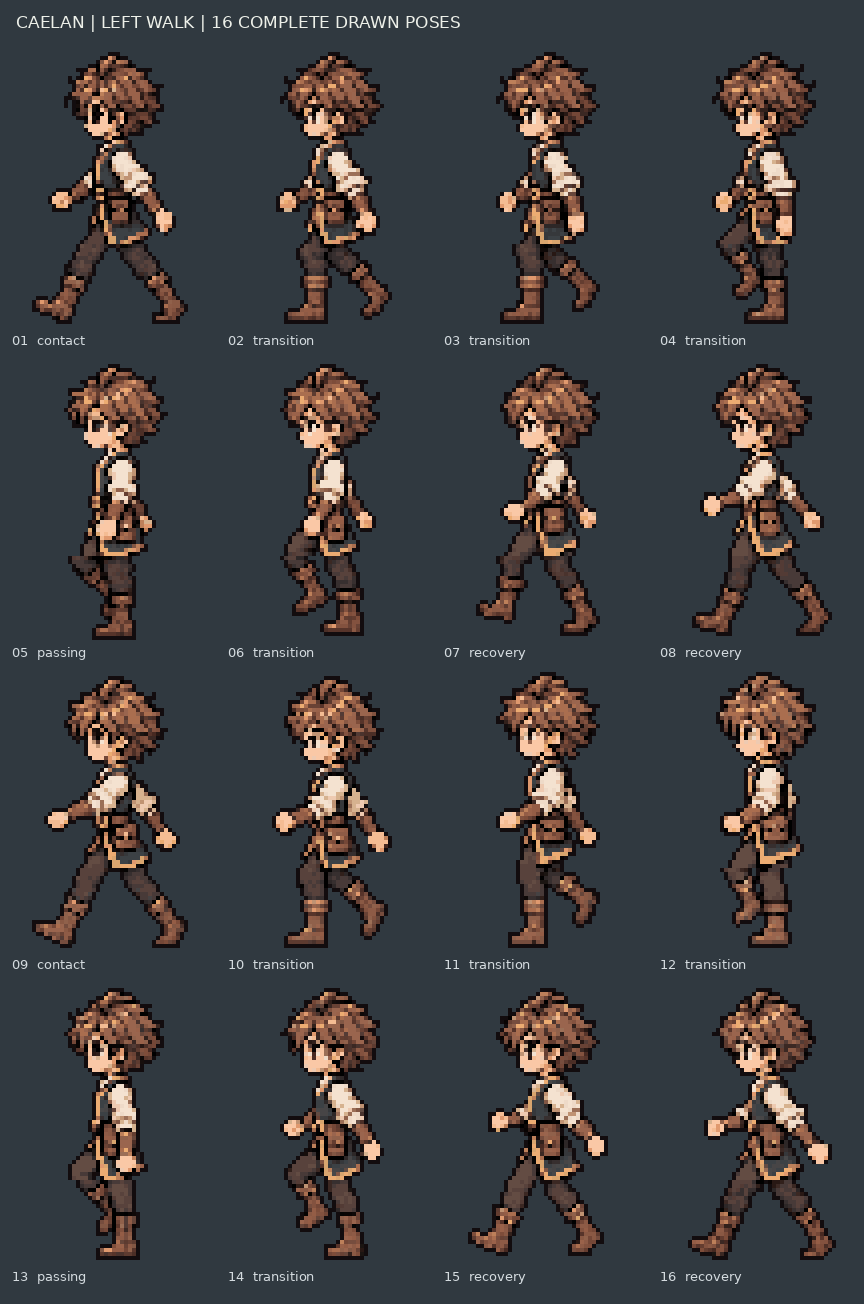 CAELAN | LEFT WALK | 16 COMPLETE DRAWN POSES
01 contact
02 transition
03 transition
04 transition
05 passing
06 transition
07 recovery
08 recovery
09 contact
10 transition
11 transition
12 transition
13 passing
14 transition
15 recovery
16 recovery